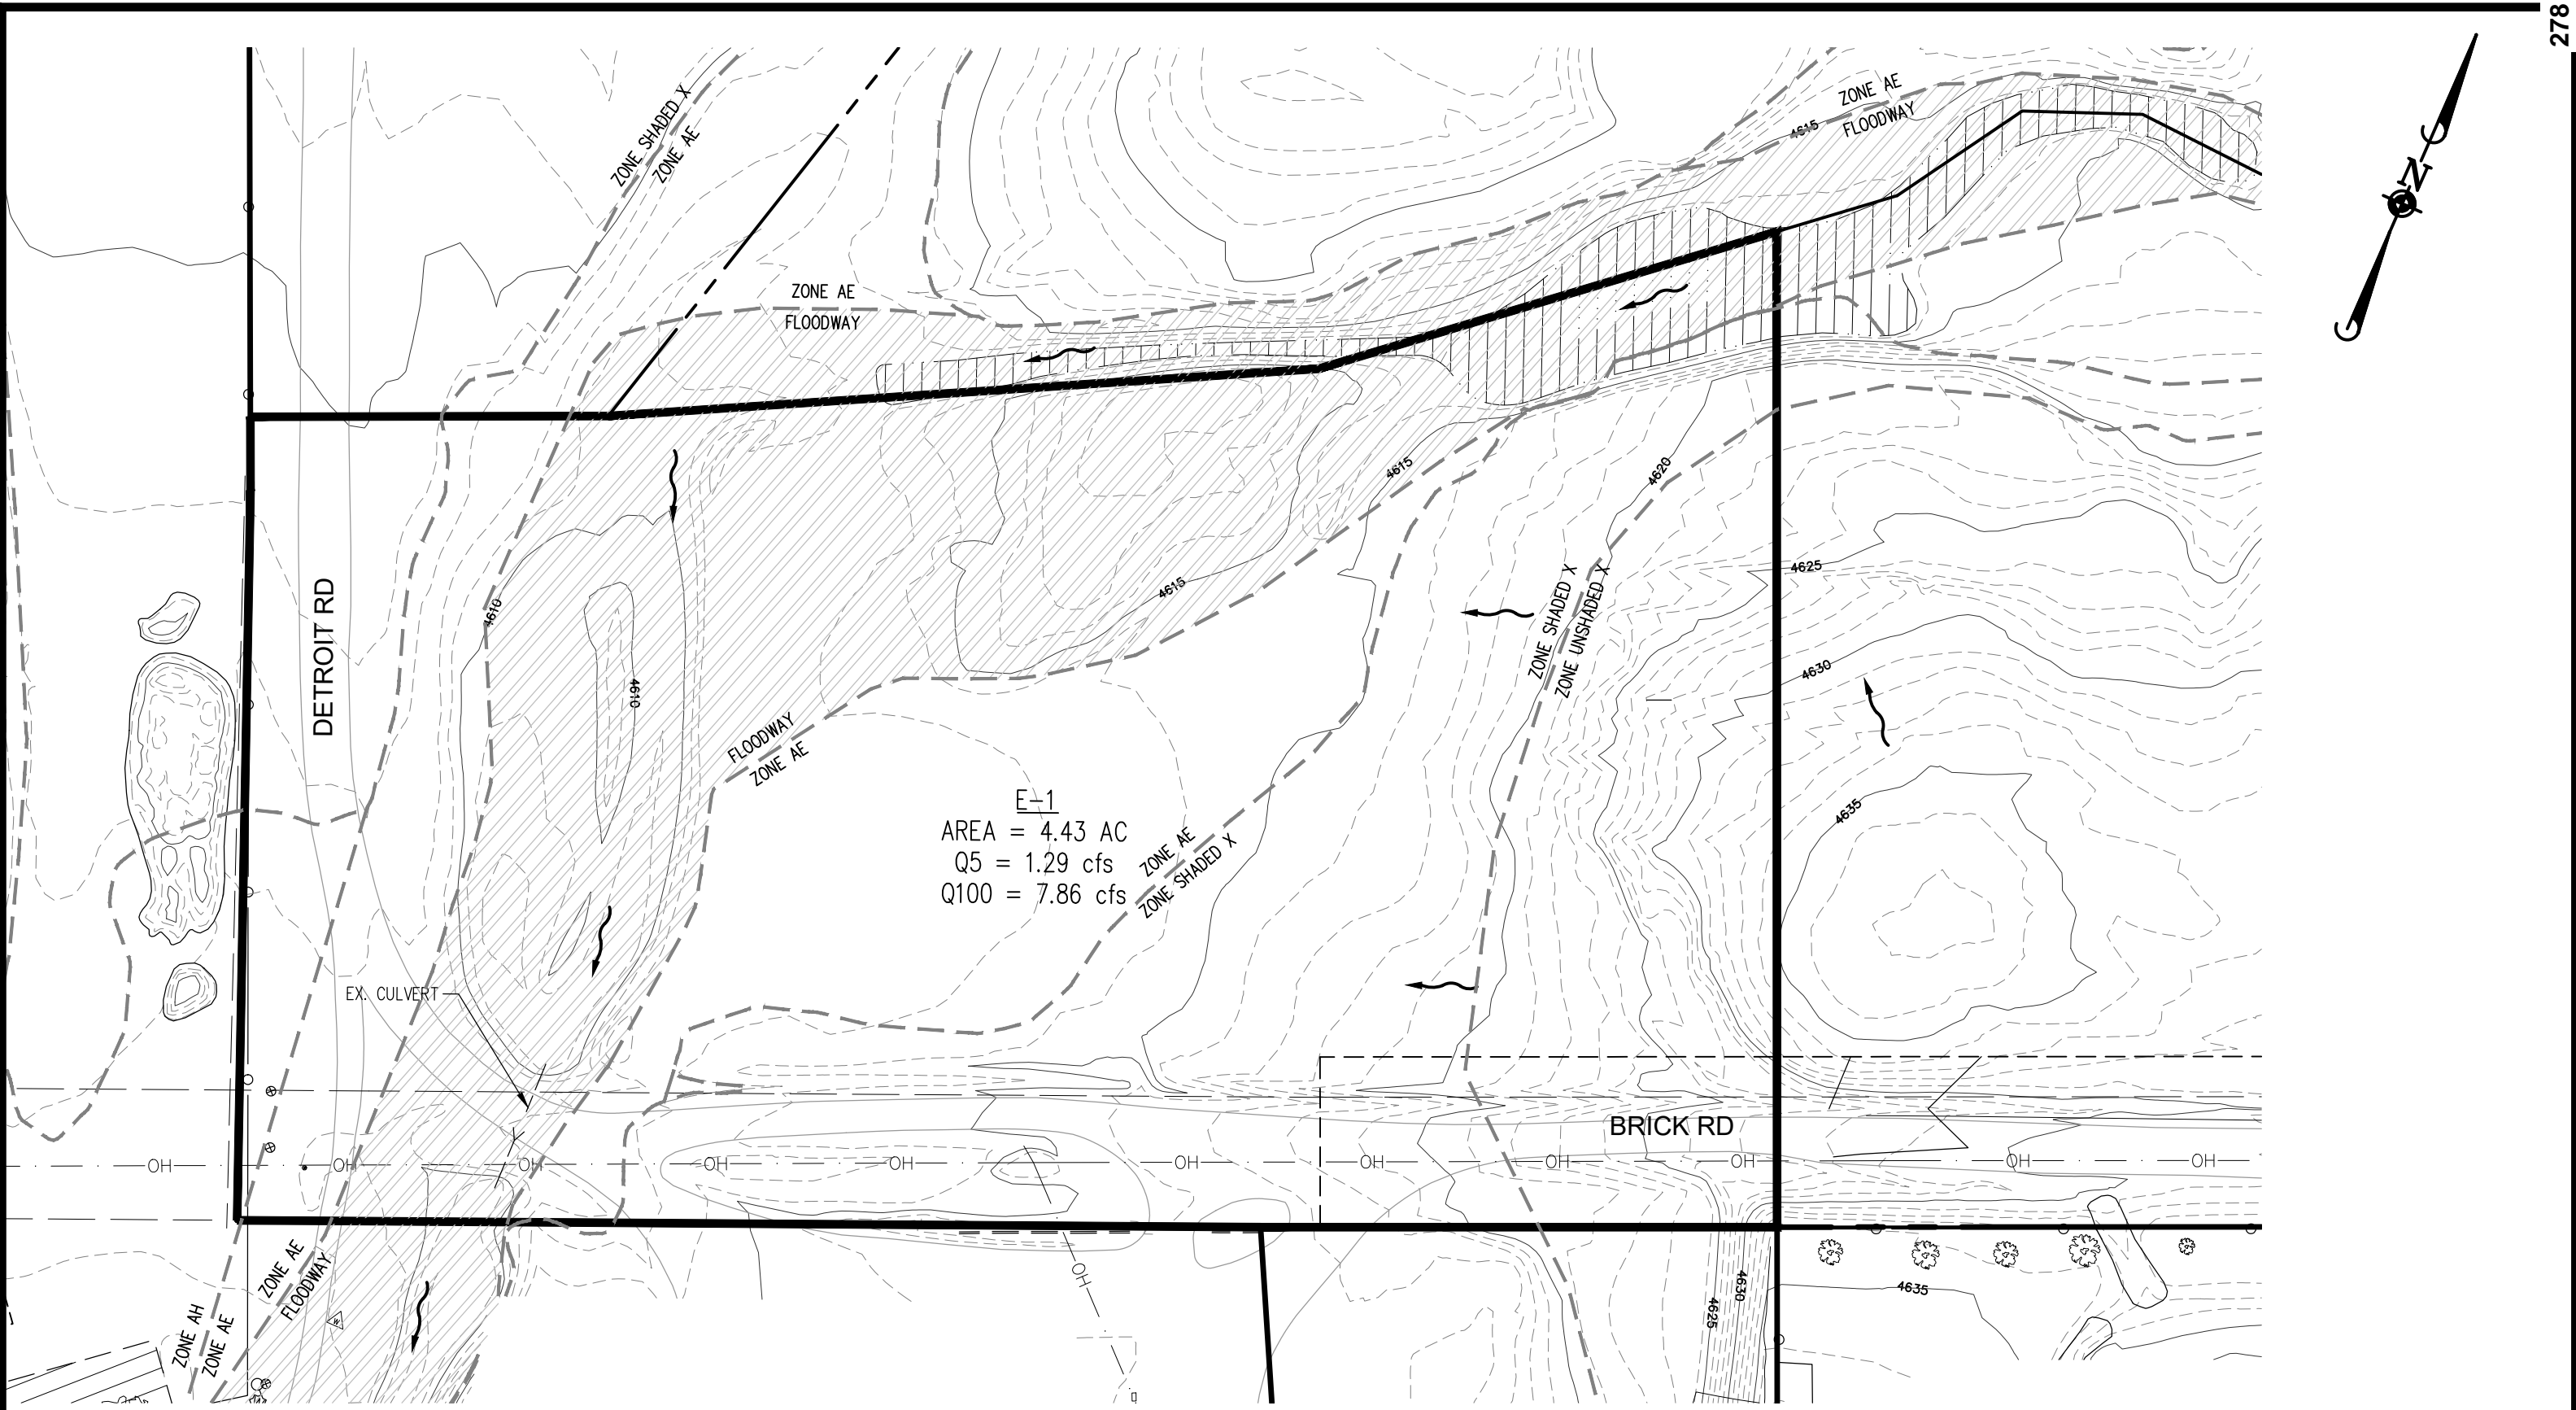 278
ZONE SHADED X
ZONE AE
ZONE AE
FLOODWAY
4615
N
ZONE AE
FLOODWAY
4615
4620
4625
4610
4615
DETROIT RD
ZONE SHADED X
ZONE UNSHADED X
4630
4610
FLOODWAY
ZONE AE
E-1
AREA = 4.43 AC
Q5 = 1.29 cfs
Q100 = 7.86 cfs
ZONE AE
ZONE SHADED X
4635
EX. CULVERT
BRICK RD
OH
OH
OH
OH
OH
OH
OH
OH
OH
OH
OH
OH
ZONE AE
FLOODWAY
4625
4630
4635
ZONE AH
ZONE AE
W